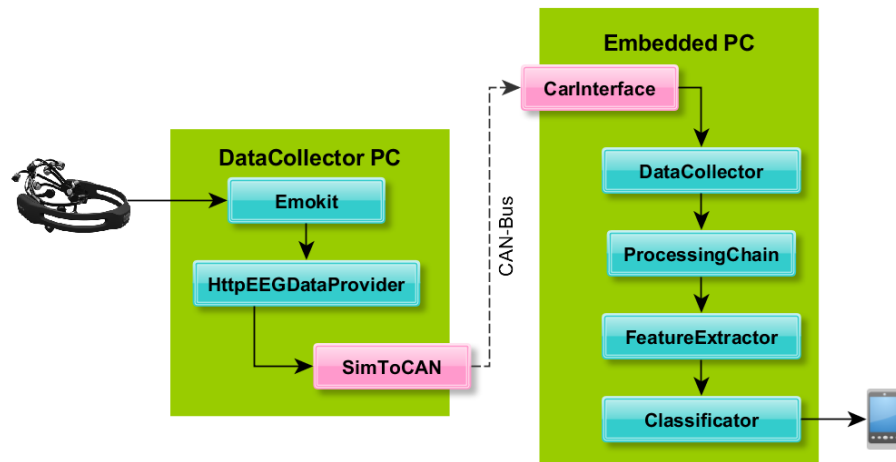 DataCollector PC
Emokit
HttpEEGDataProvider
SimToCAN
CAN-Bus
Embedded PC
CarInterface
DataCollector
ProcessingChain
FeatureExtractor
Classificator